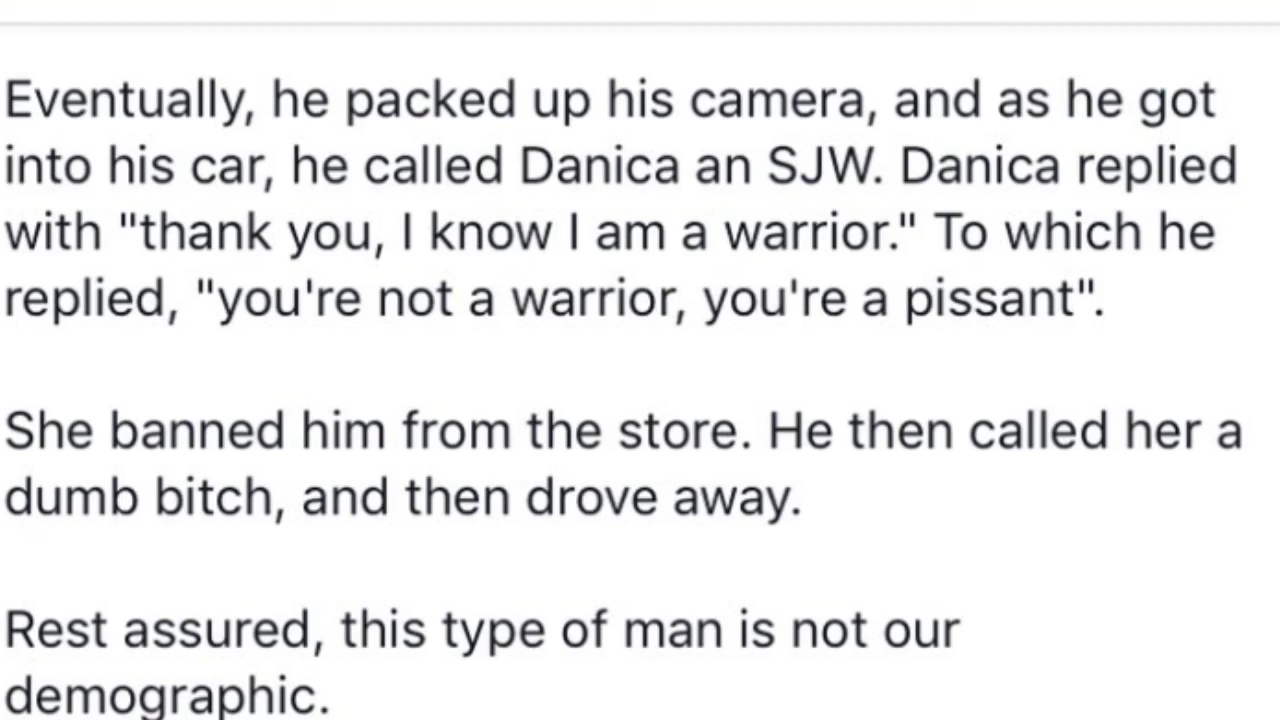 Eventually, he packed up his camera, and as he got
into his car, he called Danica an SJW. Danica replied
with "thank you, I know I am a warrior." To which he
replied, "you're not a warrior, you're a pissant".
She banned him from the store. He then called her a
dumb bitch, and then drove away.
Rest assured, this type of man is not our
demographic.